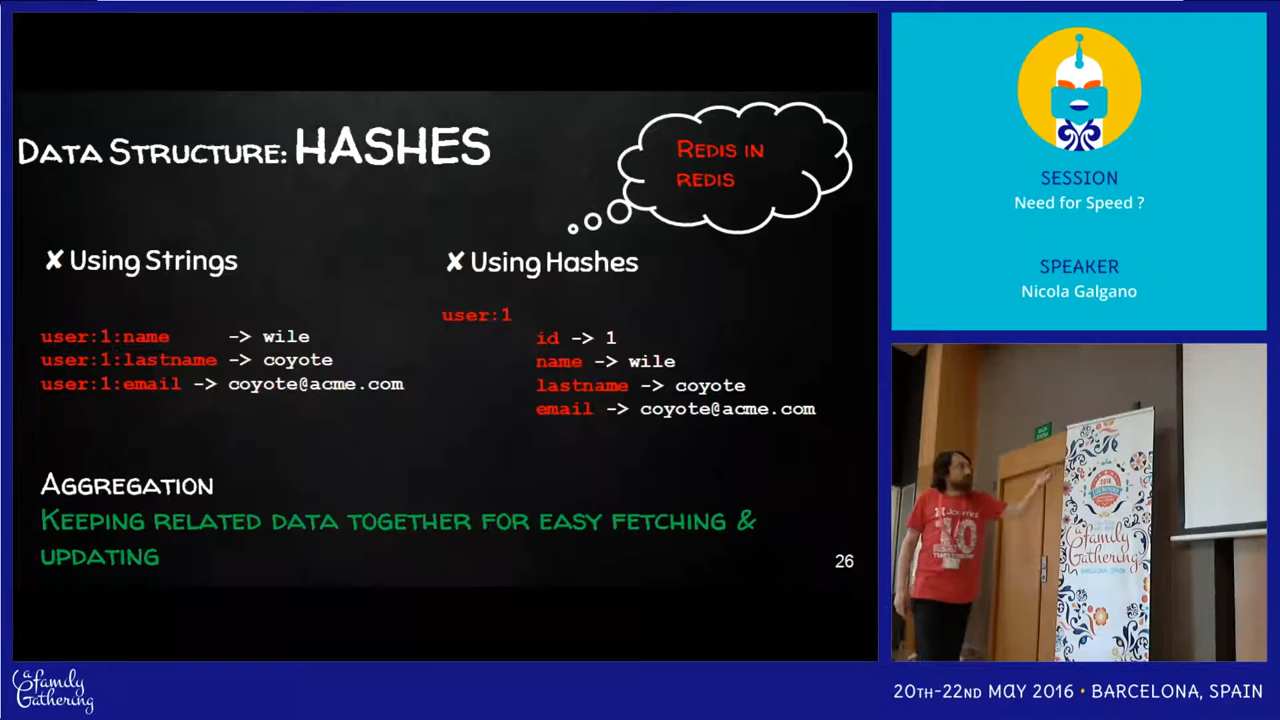 Data Structure: HASHES
Redis in
redis
✘ Using Strings
user:1:name -> wile
user:1:lastname -> coyote
user:1:email -> coyote@acme.com
✘ Using Hashes
user:1
id -> 1
name -> wile
lastname -> coyote
email -> coyote@acme.com
Aggregation
Keeping related data together for easy fetching &
updating
26
SESSION
Need for Speed ?
SPEAKER
Nicola Galgano
10
a family
Gathering
a family
Gathering
20TH-22ND MAY 2016 • BARCELONA, SPAIN